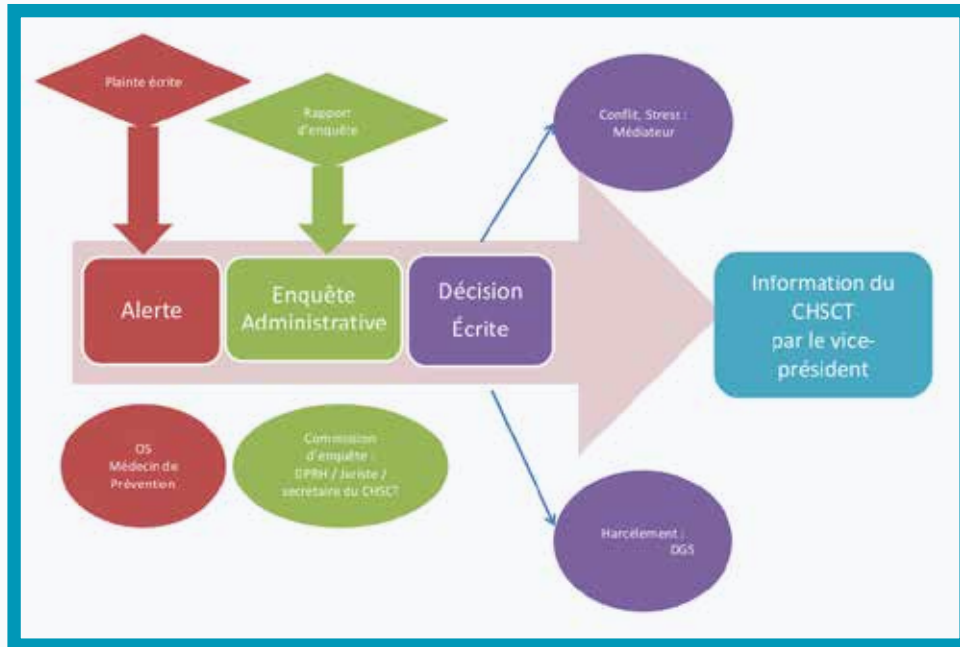 Plainte écrite
Rapport
d'enquête
Conflit, Stress :
Médiateur
Alerte
Enquête
Administrative
Décision
Écrite
Information du
CHSCT
par le vice-
président
OS
Médecin de
Prévention
Commission
d'enquête :
DPRH / Juriste /
secrétaire du CHSCT
Harcèlement :
DGS